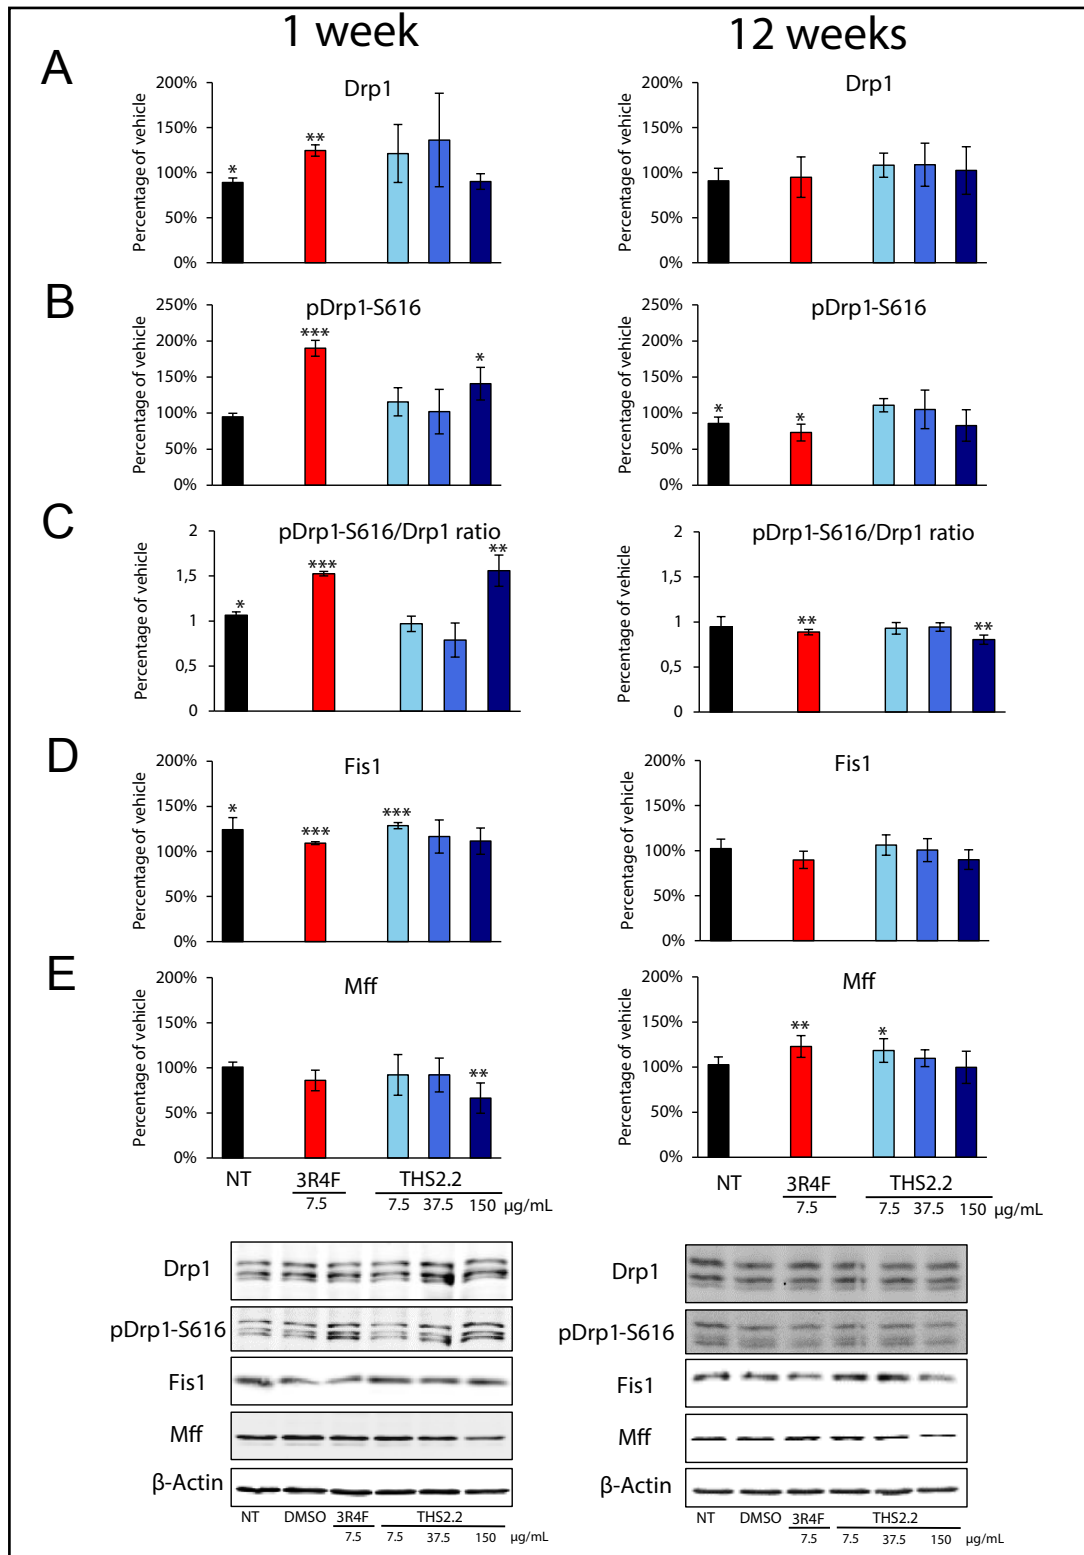 1 week
12 weeks
A
Percentage of vehicle
200%
150%
100%
50%
0%
Drp1
*
**
Percentage of vehicle
200%
150%
100%
50%
0%
Drp1
B
Percentage of vehicle
250%
200%
150%
100%
50%
0%
pDrp1-S616
***
*
Percentage of vehicle
250%
200%
150%
100%
50%
0%
pDrp1-S616
*
*
C
Percentage of vehicle
2
1,5
1
0,5
0
pDrp1-S616/Drp1 ratio
*
***
**
Percentage of vehicle
2
1,5
1
0,5
0
pDrp1-S616/Drp1 ratio
**
**
D
Percentage of vehicle
200%
150%
100%
50%
0%
Fis1
*
***
***
Percentage of vehicle
200%
150%
100%
50%
0%
Fis1
E
Percentage of vehicle
200%
150%
100%
50%
0%
Mff
**
Percentage of vehicle
200%
150%
100%
50%
0%
Mff
**
*
NT 3R4F THS2.2
7.5 7.5 37.5 150 µg/mL
NT 3R4F THS2.2
7.5 7.5 37.5 150 µg/mL
Drp1
pDrp1-S616
Fis1
Mff
β-Actin
NT DMSO 3R4F THS2.2
7.5 7.5 37.5 150 µg/mL
Drp1
pDrp1-S616
Fis1
Mff
β-Actin
NT DMSO 3R4F THS2.2
7.5 7.5 37.5 150 µg/mL